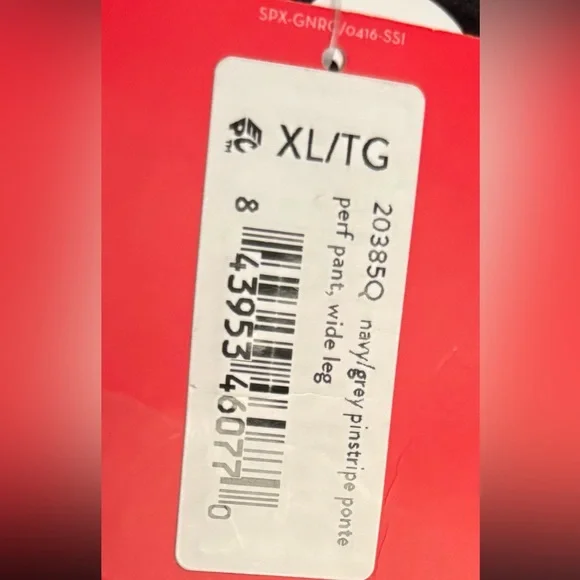 SPX-GNRC/0416-SS1
EPC™
XL/TG
20385Q navy/grey pinstripe ponte
perf pant, wide leg
8 43953 46077 0